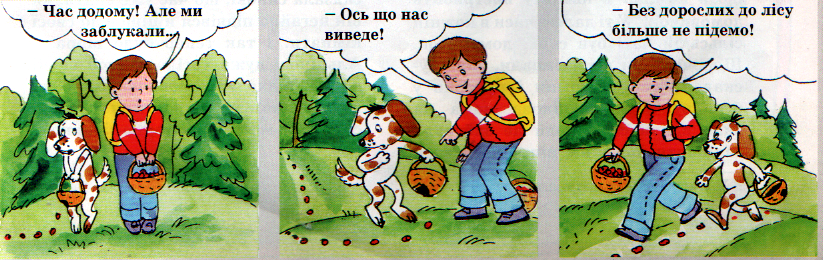 – Час додому! Але ми
заблукали...
– Ось що нас
виведе!
– Без дорослих до лісу
більше не підемо!